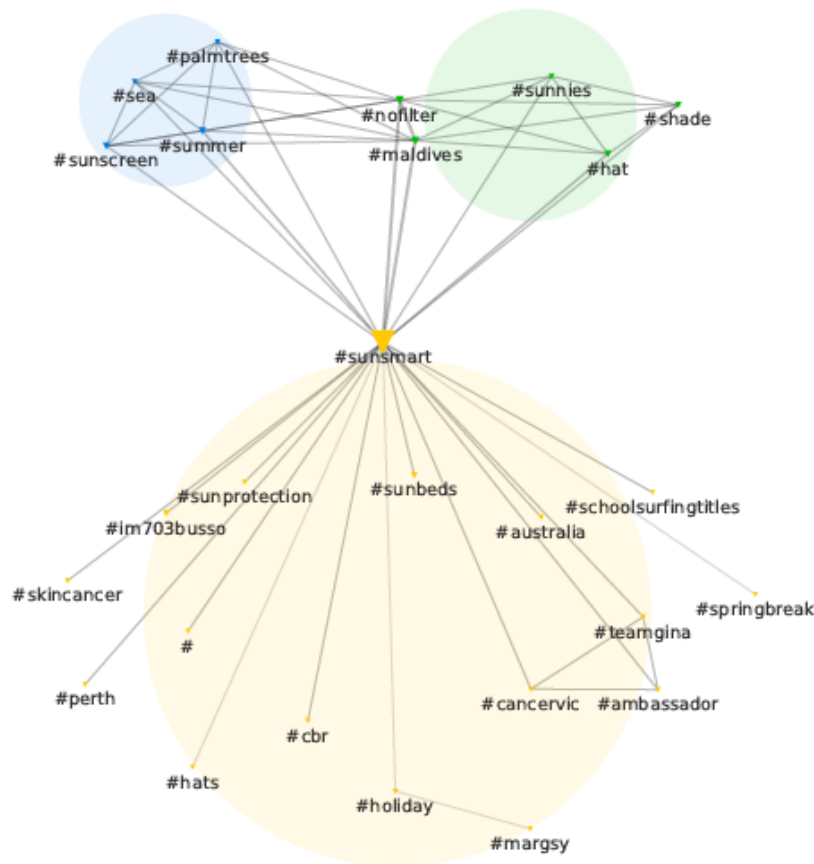 #palmtrees
#sunnies
#sea
#nofilter
#shade
#summer
#maldives
#sunscreen
#hat
#sunsmart
#sunprotection
#sunbeds
#schoolsurfingtitles
#im703busso
#australia
#skincancer
#springbreak
#teamgina
#
#perth
#cancervic
#ambassador
#cbr
#hats
#holiday
#margsy